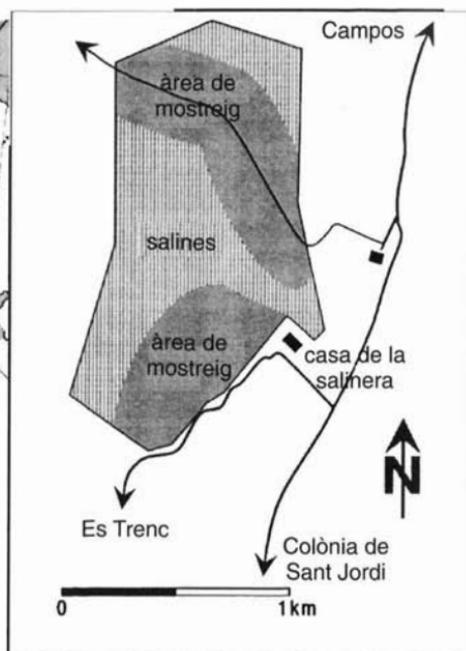 Campos
àrea de
mostreig
salines
àrea de
mostreig
casa de la
salinera
N
Es Trenc
Colònia de
Sant Jordi
0 1km